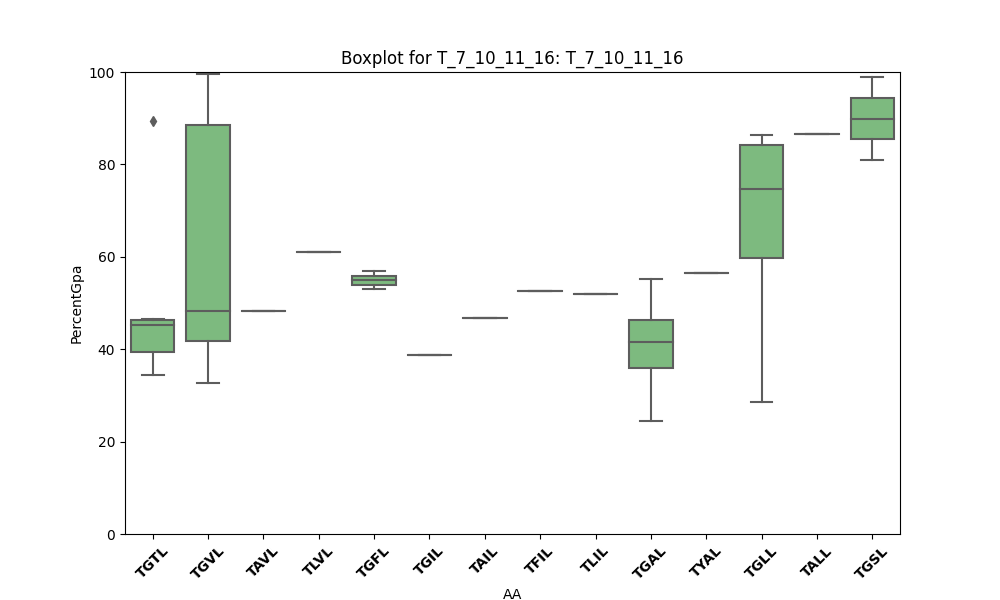 Boxplot for T_7_10_11_16: T_7_10_11_16
100
80
60
40
20
0
PercentGpa
TGTL TGVL TAVL TLVL TGFL TGIL TAIL TFIL TLIL TGAL TYAL TGLL TALL TGSL
AA